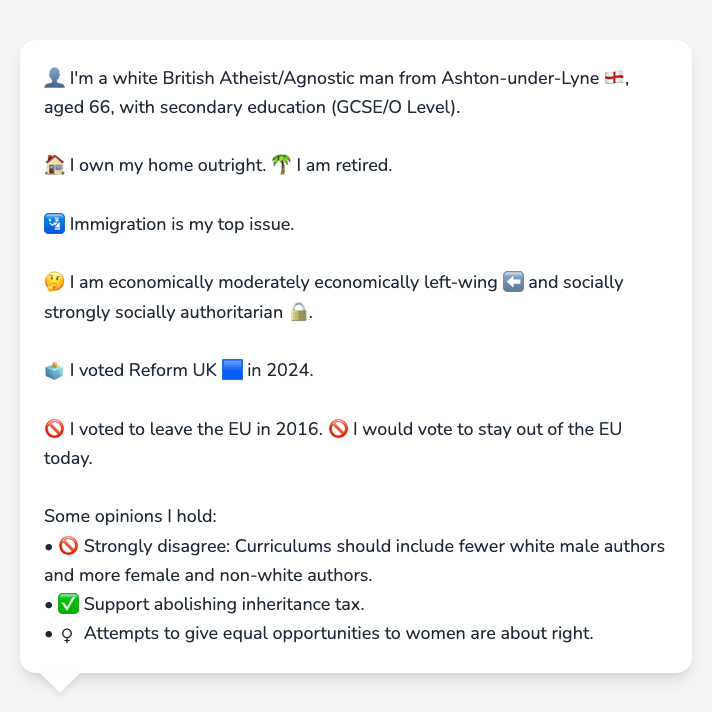 👤 I'm a white British Atheist/Agnostic man from Ashton-under-Lyne 🏴󠁧󠁢󠁥󠁮󠁧󠁿,
aged 66, with secondary education (GCSE/O Level).
🏠 I own my home outright. 🌴 I am retired.
🛂 Immigration is my top issue.
🤔 I am economically moderately economically left-wing ⬅️ and socially
strongly socially authoritarian 🔒.
🗳️ I voted Reform UK 🟦 in 2024.
🚫 I voted to leave the EU in 2016. 🚫 I would vote to stay out of the EU
today.
Some opinions I hold:
• 🚫 Strongly disagree: Curriculums should include fewer white male authors
and more female and non-white authors.
• ✅ Support abolishing inheritance tax.
• ♀ Attempts to give equal opportunities to women are about right.